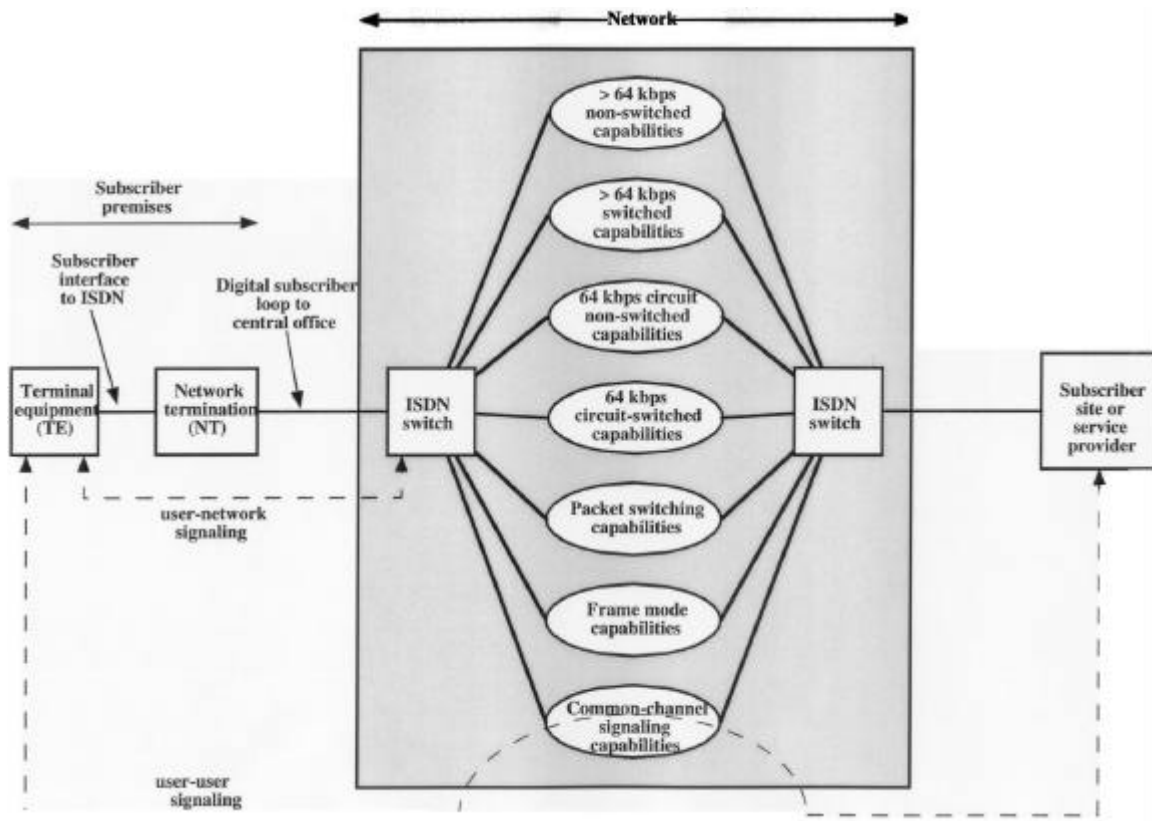 Network
> 64 kbps
non-switched
capabilities
> 64 kbps
switched
capabilities
64 kbps circuit
non-switched
capabilities
64 kbps
circuit-switched
capabilities
Packet switching
capabilities
Frame mode
capabilities
Common-channel
signaling
capabilities
Subscriber
premises
Subscriber
interface
to ISDN
Digital subscriber
loop to
central office
Terminal
equipment
(TE)
Network
termination
(NT)
ISDN
switch
ISDN
switch
Subscriber
site or
service
provider
user-network
signaling
user-user
signaling